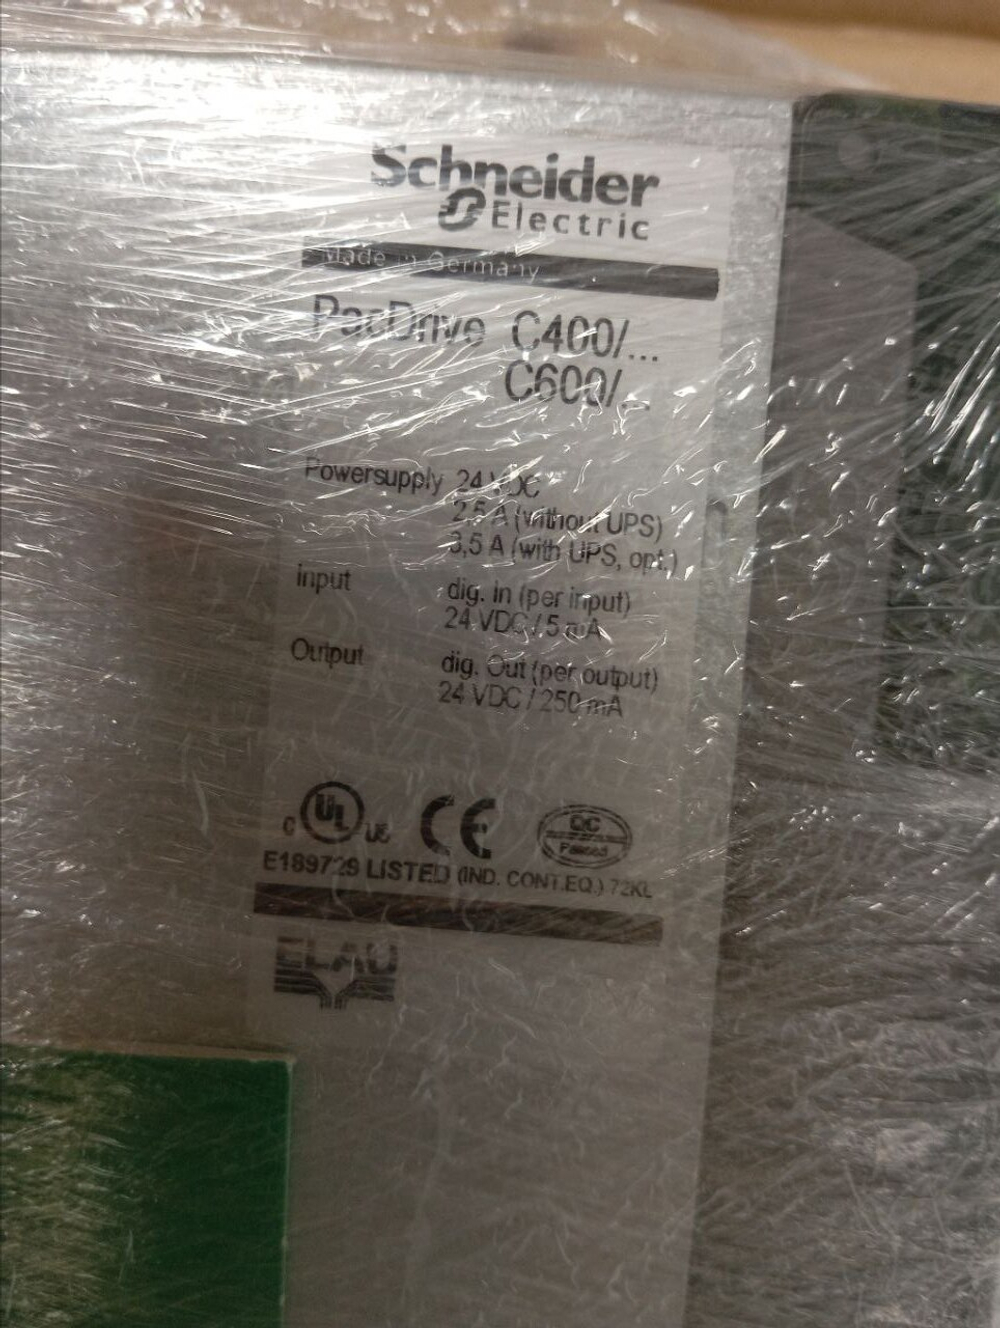 Schneider
Electric
Made in Germany
PacDrive C400/...
C600/...
Powersupply 24 VDC
2,5 A (without UPS)
3,5 A (with UPS, opt.)
input dig. In (per input)
24 VDC / 5 mA
Output dig. Out (per output)
24 VDC / 250 mA
C UL US CE QC
Passed
E189729 LISTED (IND. CONT.EQ.) 72KL
ELAU